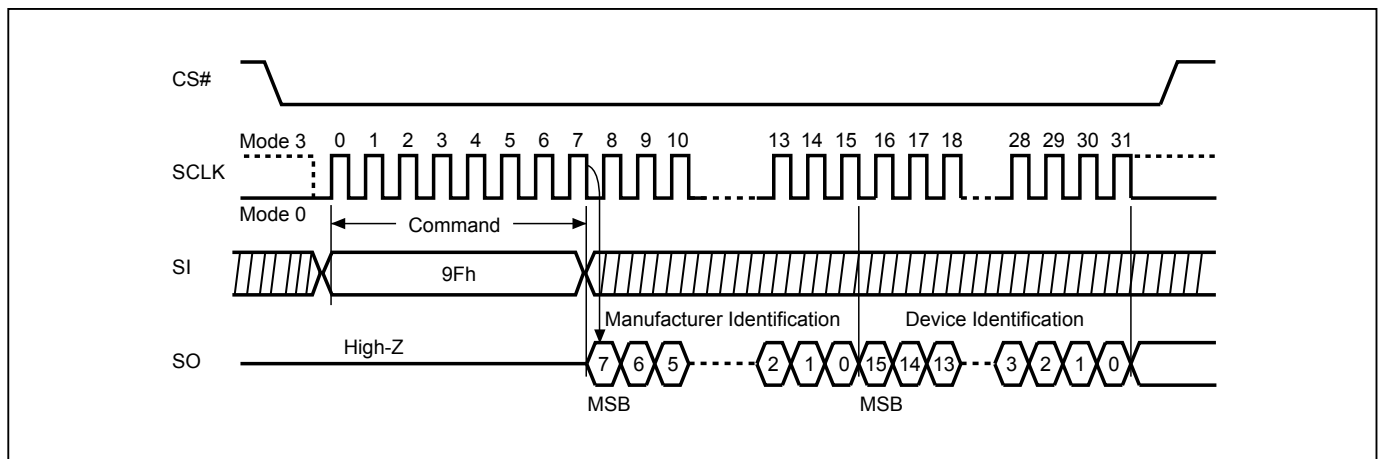 CS#
Mode 3 0 1 2 3 4 5 6 7 8 9 10 13 14 15 16 17 18 28 29 30 31
SCLK
Mode 0
Command
SI 9Fh
Manufacturer Identification Device Identification
High-Z
SO 7 6 5 2 1 0 15 14 13 3 2 1 0
MSB MSB